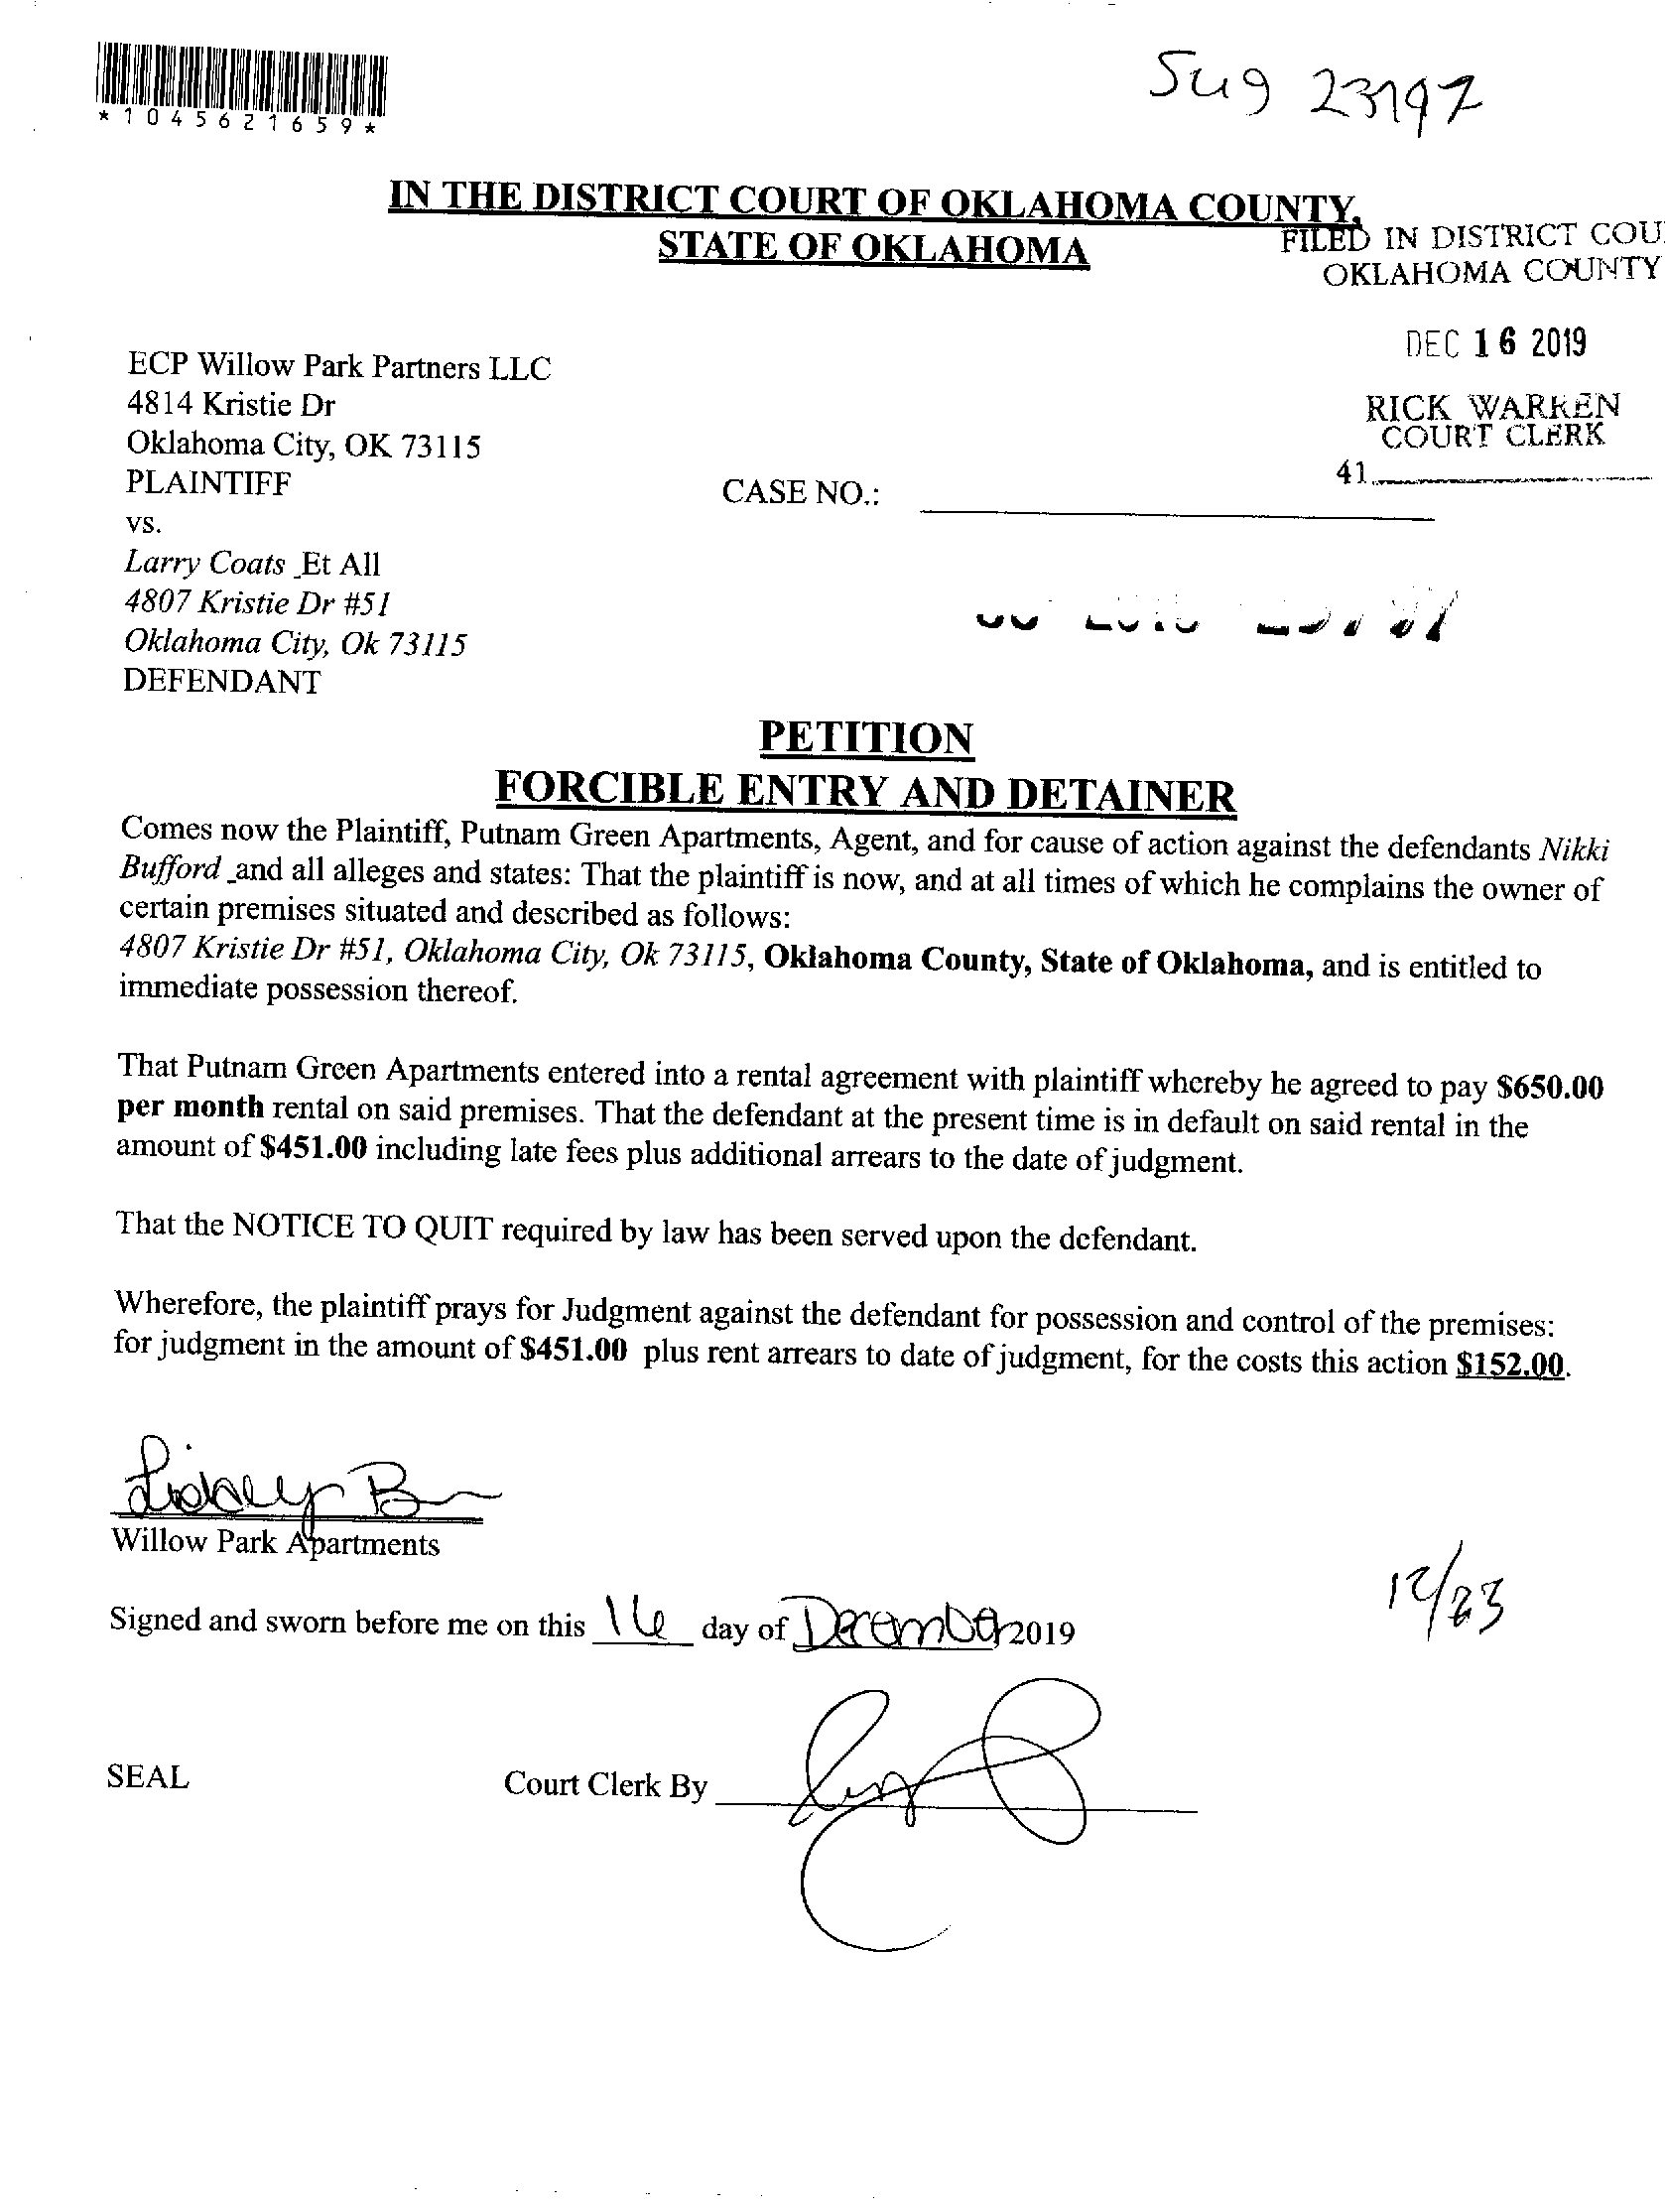 *1045621659*
IN THE DISTRICT COURT OF OKLAHOMA COUNTY,
STATE OF OKLAHOMA
FILED IN DISTRICT COU
OKLAHOMA COUNTY
DEC 16 2019
RICK WARREN
COURT CLERK
41
ECP Willow Park Partners LLC
4814 Kristie Dr
Oklahoma City, OK 73115
PLAINTIFF
CASE NO.:
vs.
Larry Coats Et All
4807 Kristie Dr #51
Oklahoma City, Ok 73115
DEFENDANT
PETITION
FORCIBLE ENTRY AND DETAINER
Comes now the Plaintiff, Putnam Green Apartments, Agent, and for cause of action against the defendants Nikki
Bufford and all alleges and states: That the plaintiff is now, and at all times of which he complains the owner of
certain premises situated and described as follows:
4807 Kristie Dr #51, Oklahoma City, Ok 73115, Oklahoma County, State of Oklahoma, and is entitled to
immediate possession thereof.
That Putnam Green Apartments entered into a rental agreement with plaintiff whereby he agreed to pay $650.00
per month rental on said premises. That the defendant at the present time is in default on said rental in the
amount of $451.00 including late fees plus additional arrears to the date of judgment.
That the NOTICE TO QUIT required by law has been served upon the defendant.
Wherefore, the plaintiff prays for Judgment against the defendant for possession and control of the premises:
for judgment in the amount of $451.00 plus rent arrears to date of judgment, for the costs this action $152.00.
Willow Park Apartments
12/23
Signed and sworn before me on this 16 day of December 2019
SEAL
Court Clerk By